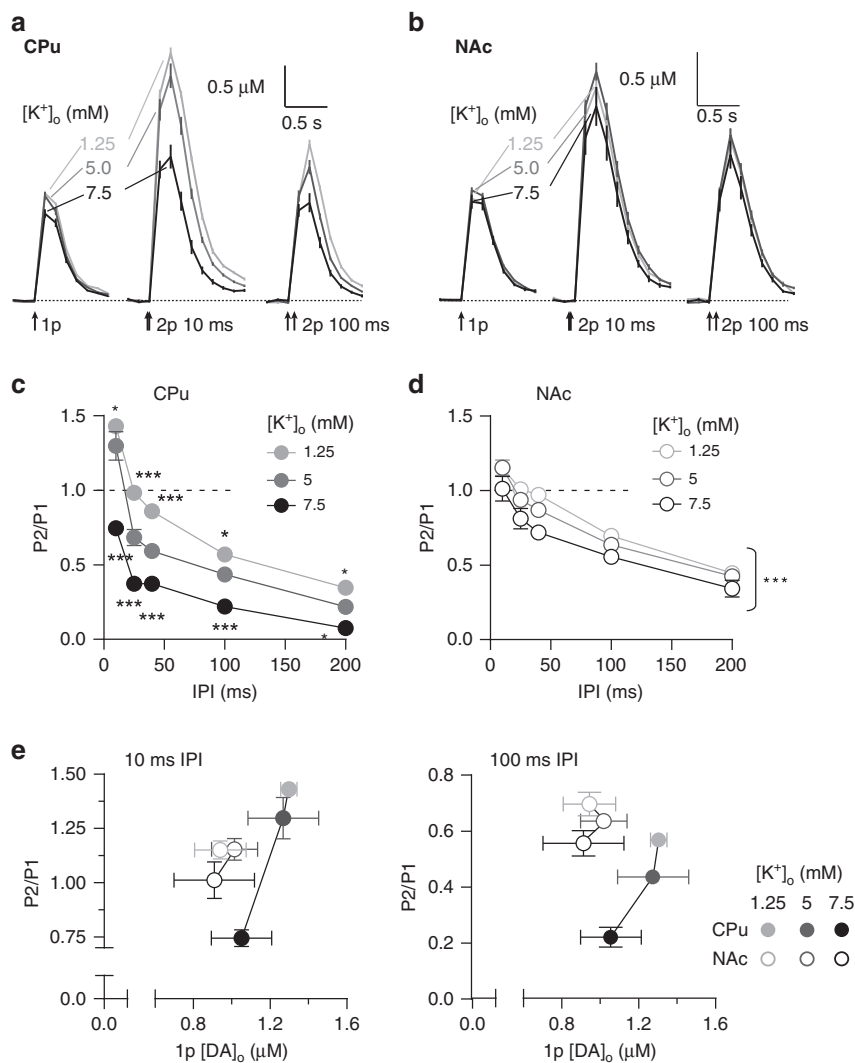 a
CPu
0.5 μM
0.5 s
[K⁺]ₒ (mM)
1.25
5.0
7.5
1p
2p 10 ms
2p 100 ms
b
NAc
0.5 μM
0.5 s
[K⁺]ₒ (mM)
1.25
5.0
7.5
1p
2p 10 ms
2p 100 ms
c
CPu
1.5
1.0
0.5
0.0
P2/P1
[K⁺]ₒ (mM)
1.25
5
7.5
*
***
***
*
*
***
***
***
***
*
0 50 100 150 200
IPI (ms)
d
NAc
1.5
1.0
0.5
0.0
P2/P1
[K⁺]ₒ (mM)
1.25
5
7.5
***
0 50 100 150 200
IPI (ms)
e
10 ms IPI
1.50
1.25
1.00
0.75
0.0
P2/P1
0.0 0.8 1.2 1.6
1p [DA]ₒ (μM)
100 ms IPI
0.8
0.6
0.4
0.2
0.0
P2/P1
0.0 0.8 1.2 1.6
1p [DA]ₒ (μM)
[K⁺]ₒ (mM)
1.25 5 7.5
CPu
NAc